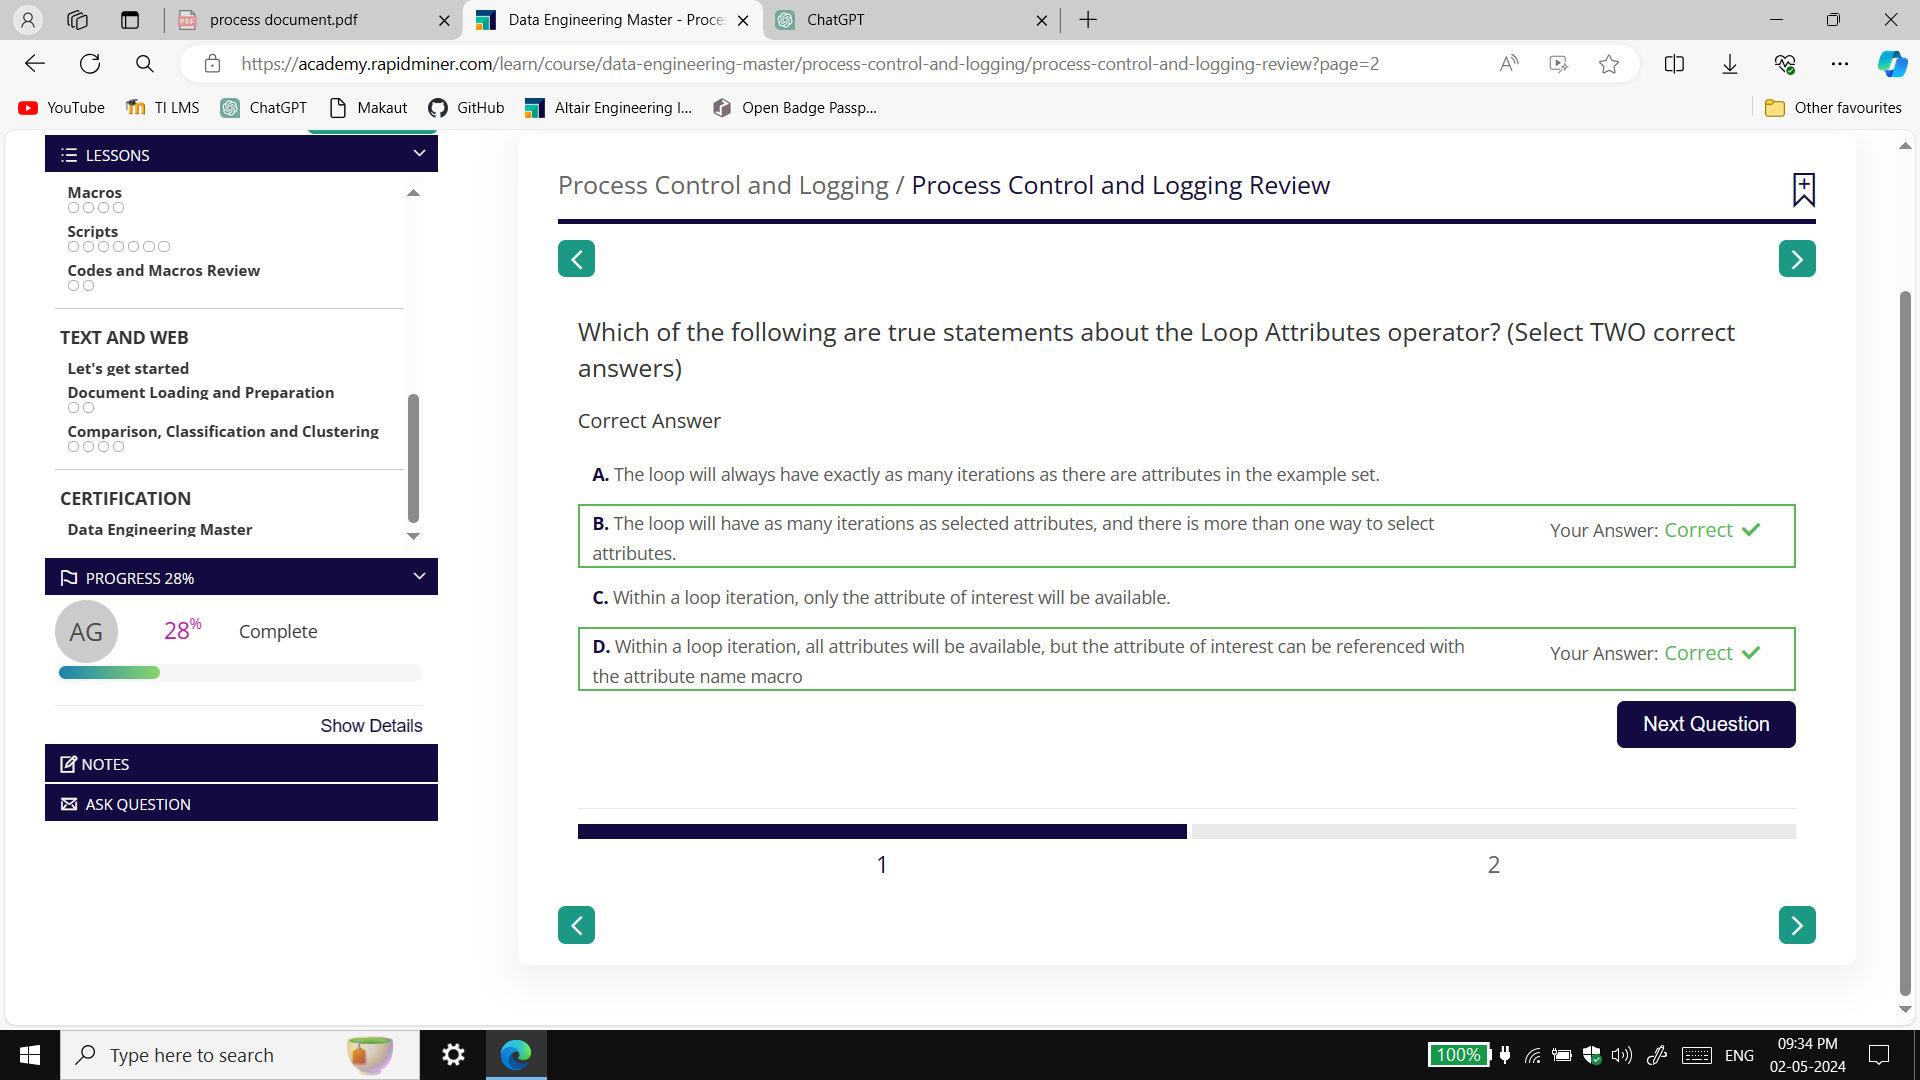 process document.pdf
Data Engineering Master - Proce
ChatGPT
https://academy.rapidminer.com/learn/course/data-engineering-master/process-control-and-logging/process-control-and-logging-review?page=2
YouTube
TI LMS
ChatGPT
Makaut
GitHub
Altair Engineering I...
Open Badge Passp...
Other favourites
LESSONS
Macros
Scripts
Codes and Macros Review
TEXT AND WEB
Let's get started
Document Loading and Preparation
Comparison, Classification and Clustering
CERTIFICATION
Data Engineering Master
PROGRESS 28%
AG
28%
Complete
Show Details
NOTES
ASK QUESTION
Process Control and Logging / Process Control and Logging Review
Which of the following are true statements about the Loop Attributes operator? (Select TWO correct
answers)
Correct Answer
A. The loop will always have exactly as many iterations as there are attributes in the example set.
B. The loop will have as many iterations as selected attributes, and there is more than one way to select
attributes.
Your Answer: Correct
C. Within a loop iteration, only the attribute of interest will be available.
D. Within a loop iteration, all attributes will be available, but the attribute of interest can be referenced with
the attribute name macro
Your Answer: Correct
Next Question
1
2
Type here to search
100%
ENG
09:34 PM
02-05-2024